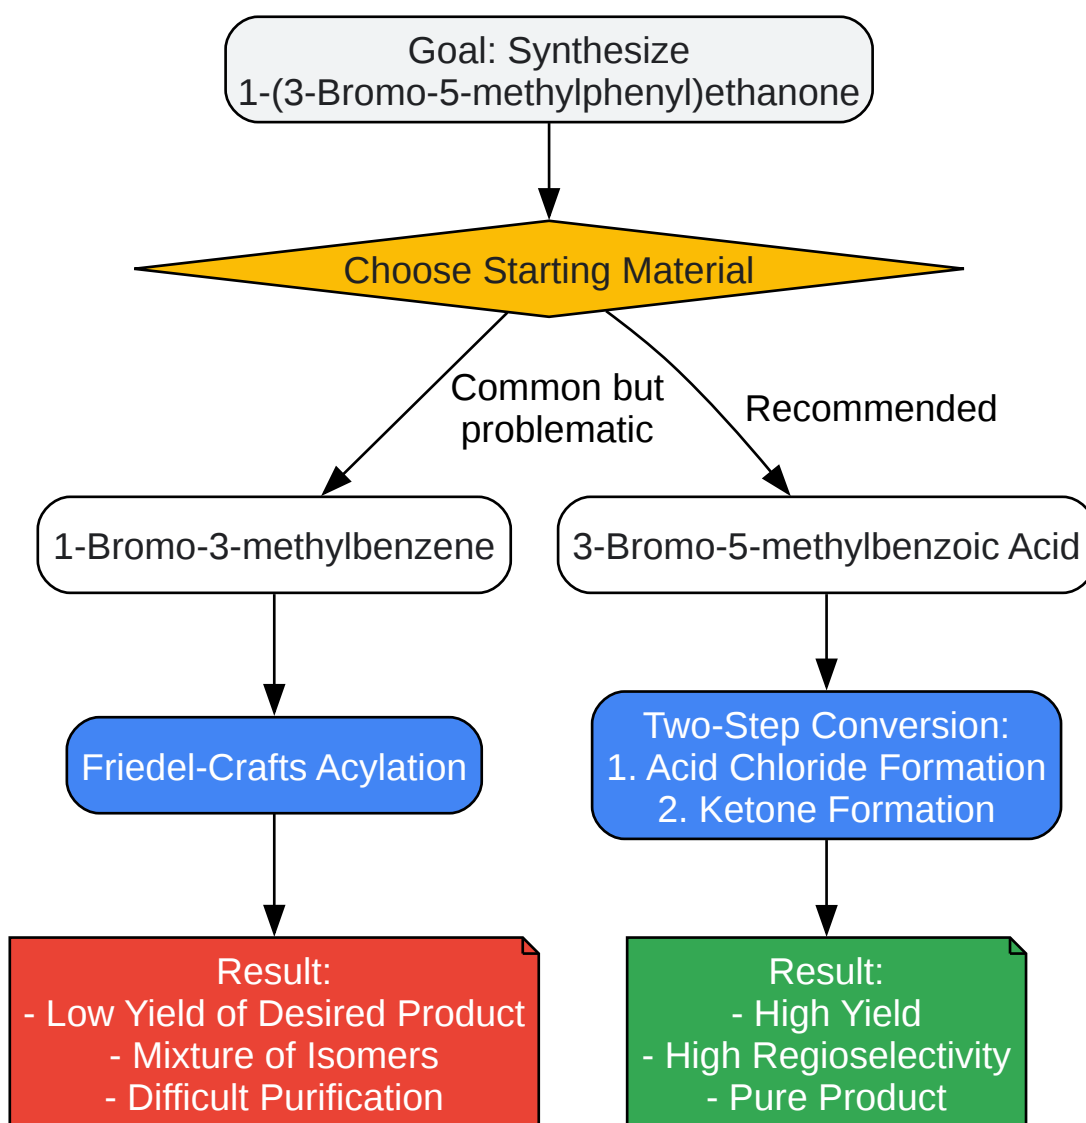 Goal: Synthesize
1-(3-Bromo-5-methylphenyl)ethanone
Choose Starting Material
Common but
problematic
Recommended
1-Bromo-3-methylbenzene
3-Bromo-5-methylbenzoic Acid
Friedel-Crafts Acylation
Two-Step Conversion:
1. Acid Chloride Formation
2. Ketone Formation
Result:
- Low Yield of Desired Product
- Mixture of Isomers
- Difficult Purification
Result:
- High Yield
- High Regioselectivity
- Pure Product